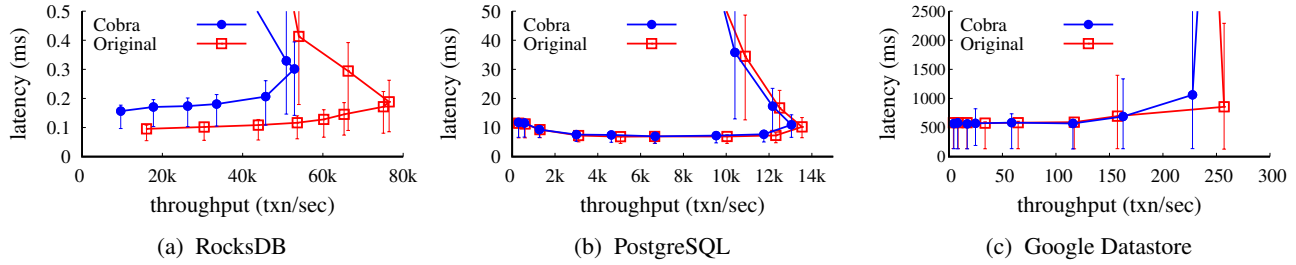 0.5
0.4
0.3
0.2
0.1
0
latency (ms)
Cobra
Original
0 20k 40k 60k 80k
throughput (txn/sec)
(a) RocksDB
50
40
30
20
10
0
latency (ms)
Cobra
Original
0 2k 4k 6k 8k 10k 12k 14k
throughput (txn/sec)
(b) PostgreSQL
2500
2000
1500
1000
500
0
latency (ms)
Cobra
Original
0 50 100 150 200 250 300
throughput (txn/sec)
(c) Google Datastore